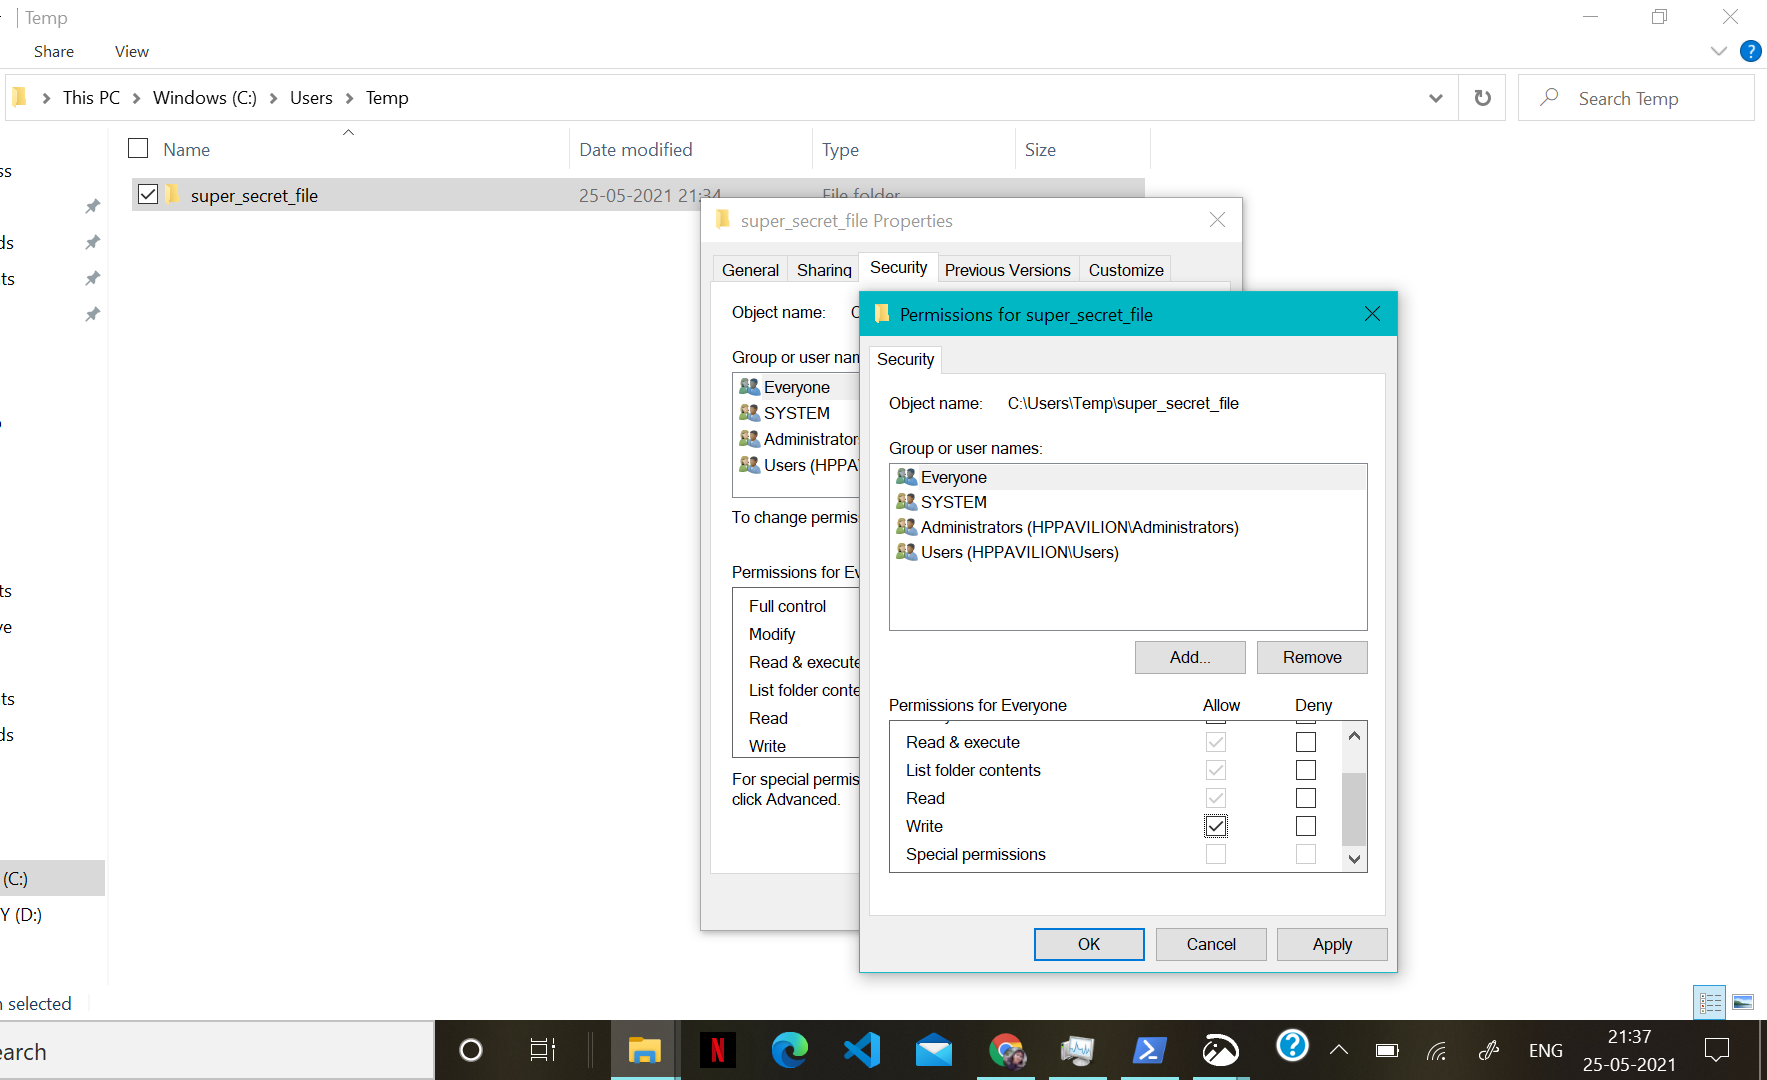 Temp
Share
View
This PC > Windows (C:) > Users > Temp
Search Temp
Name
Date modified
Type
Size
super_secret_file
25-05-2021 21:34
File folder
super_secret_file Properties
General
Sharing
Security
Previous Versions
Customize
Object name:
Group or user nam
Everyone
SYSTEM
Administrator
Users (HPPA
To change permis
Permissions for Ev
Full control
Modify
Read & execute
List folder conte
Read
Write
For special permis
click Advanced.
Permissions for super_secret_file
Security
Object name: C:\Users\Temp\super_secret_file
Group or user names:
Everyone
SYSTEM
Administrators (HPPAVILION\Administrators)
Users (HPPAVILION\Users)
Add...
Remove
Permissions for Everyone
Allow
Deny
Read & execute
List folder contents
Read
Write
Special permissions
OK
Cancel
Apply
ss
ds
ts
ts
ve
ts
ds
(C:)
Y (D:)
selected
earch
ENG
21:37
25-05-2021